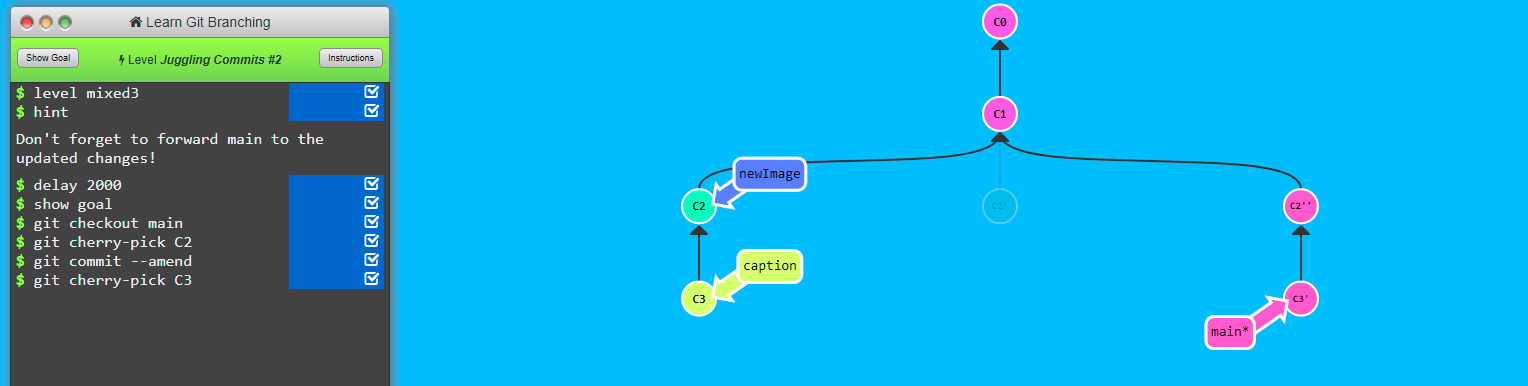 Learn Git Branching
Show Goal
Level Juggling Commits #2
Instructions
$ level mixed3
$ hint
Don't forget to forward main to the
updated changes!
$ delay 2000
$ show goal
$ git checkout main
$ git cherry-pick C2
$ git commit --amend
$ git cherry-pick C3
C0
C1
newImage
C2
C2'
C2''
caption
C3
C3'
main*